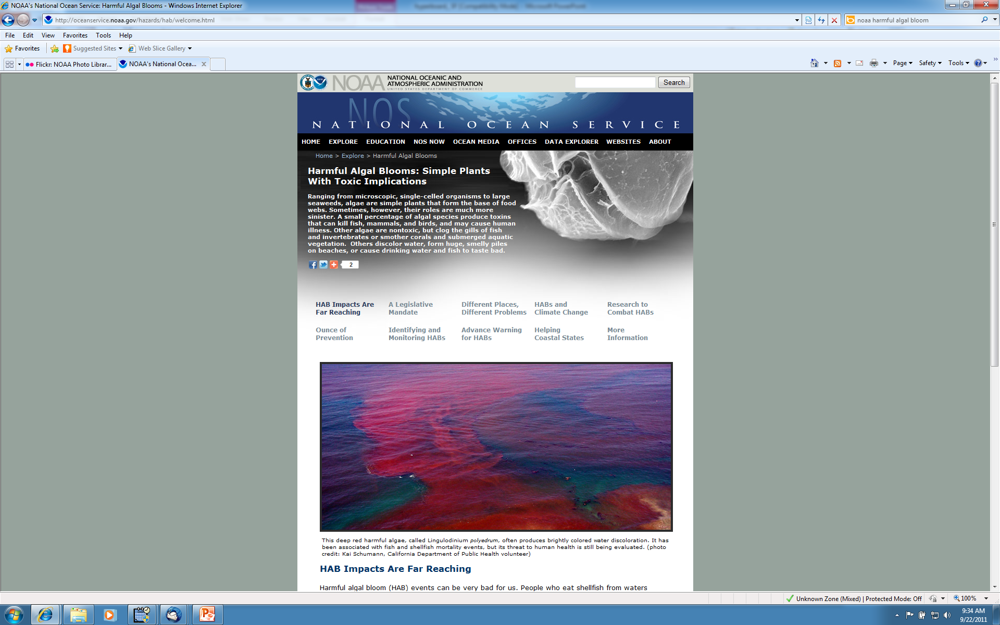 NOAA's National Ocean Service: Harmful Algal Blooms - Windows Internet Explorer
http://oceanservice.noaa.gov/hazards/hab/welcome.html
noaa harmful algal bloom
File Edit View Favorites Tools Help
Favorites Suggested Sites Web Slice Gallery
Flickr: NOAA Photo Librar... NOAA's National Ocea... Page Safety Tools
NOAA NATIONAL OCEANIC AND
ATMOSPHERIC ADMINISTRATION
UNITED STATES DEPARTMENT OF COMMERCE
Search
NOS
NATIONAL OCEAN SERVICE
HOME EXPLORE EDUCATION NOS NOW OCEAN MEDIA OFFICES DATA EXPLORER WEBSITES ABOUT
Home > Explore > Harmful Algal Blooms
Harmful Algal Blooms: Simple Plants
With Toxic Implications
Ranging from microscopic, single-celled organisms to large
seaweeds, algae are simple plants that form the base of food
webs. Sometimes, however, their roles are much more
sinister. A small percentage of algal species produce toxins
that can kill fish, mammals, and birds, and may cause human
illness. Other algae are nontoxic, but clog the gills of fish
and invertebrates or smother corals and submerged aquatic
vegetation.  Others discolor water, form huge, smelly piles
on beaches, or cause drinking water and fish to taste bad.
2
HAB Impacts Are
Far Reaching
A Legislative
Mandate
Different Places,
Different Problems
HABs and
Climate Change
Research to
Combat HABs
Ounce of
Prevention
Identifying and
Monitoring HABs
Advance Warning
for HABs
Helping
Coastal States
More
Information
This deep red harmful algae, called Lingulodinium polyedrum, often produces brightly colored water discoloration. It has
been associated with fish and shellfish mortality events, but its threat to human health is still being evaluated. (photo
credit: Kai Schumann, California Department of Public Health volunteer)
HAB Impacts Are Far Reaching
Harmful algal bloom (HAB) events can be very bad for us. People who eat shellfish from waters
Unknown Zone (Mixed) | Protected Mode: Off 100%
9:34 AM
9/22/2011